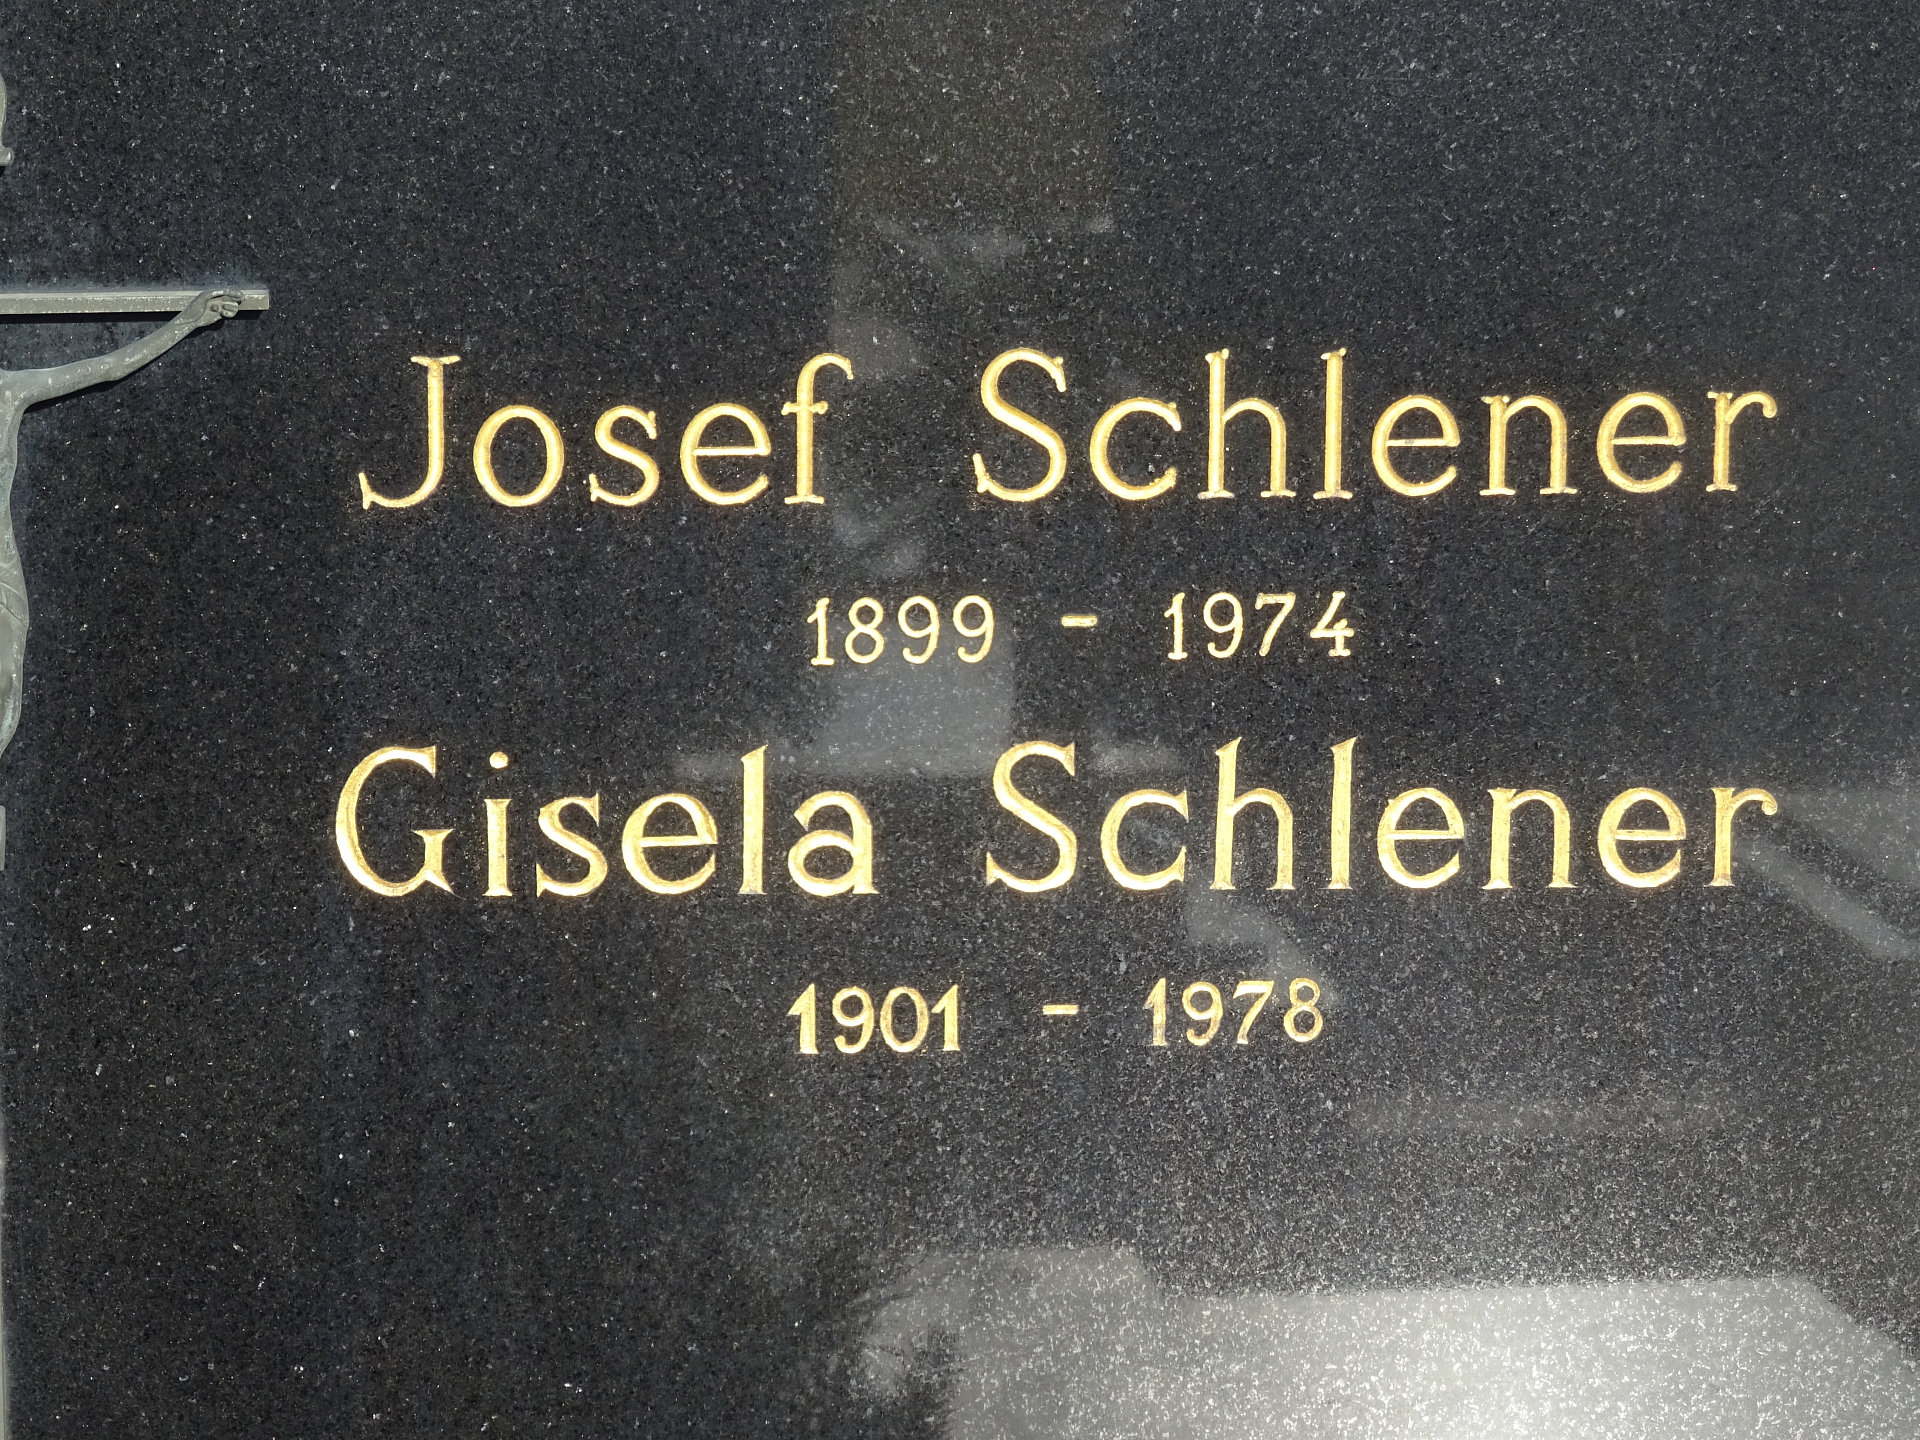 Josef Schlener
1899 - 1974
Gisela Schlener
1901 - 1978